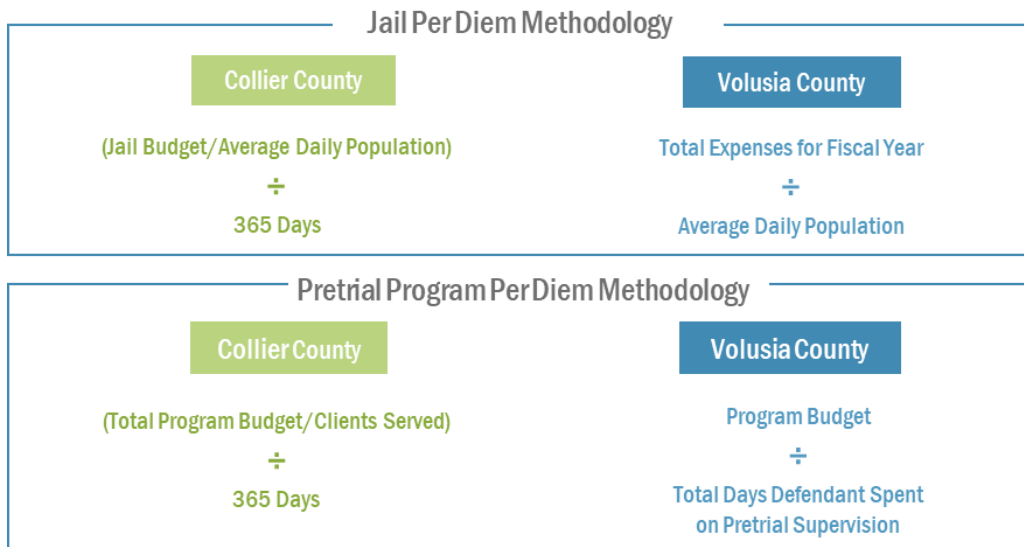 Jail Per Diem Methodology
Collier County
(Jail Budget/Average Daily Population)
÷
365 Days
Volusia County
Total Expenses for Fiscal Year
÷
Average Daily Population
Pretrial Program Per Diem Methodology
Collier County
(Total Program Budget/Clients Served)
÷
365 Days
Volusia County
Program Budget
÷
Total Days Defendant Spent
on Pretrial Supervision